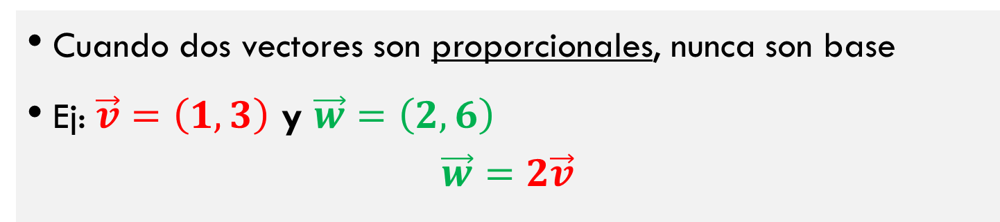 • Cuando dos vectores son proporcionales, nunca son base
• Ej: v⃗ = (1, 3) y w⃗ = (2, 6)
w⃗ = 2v⃗